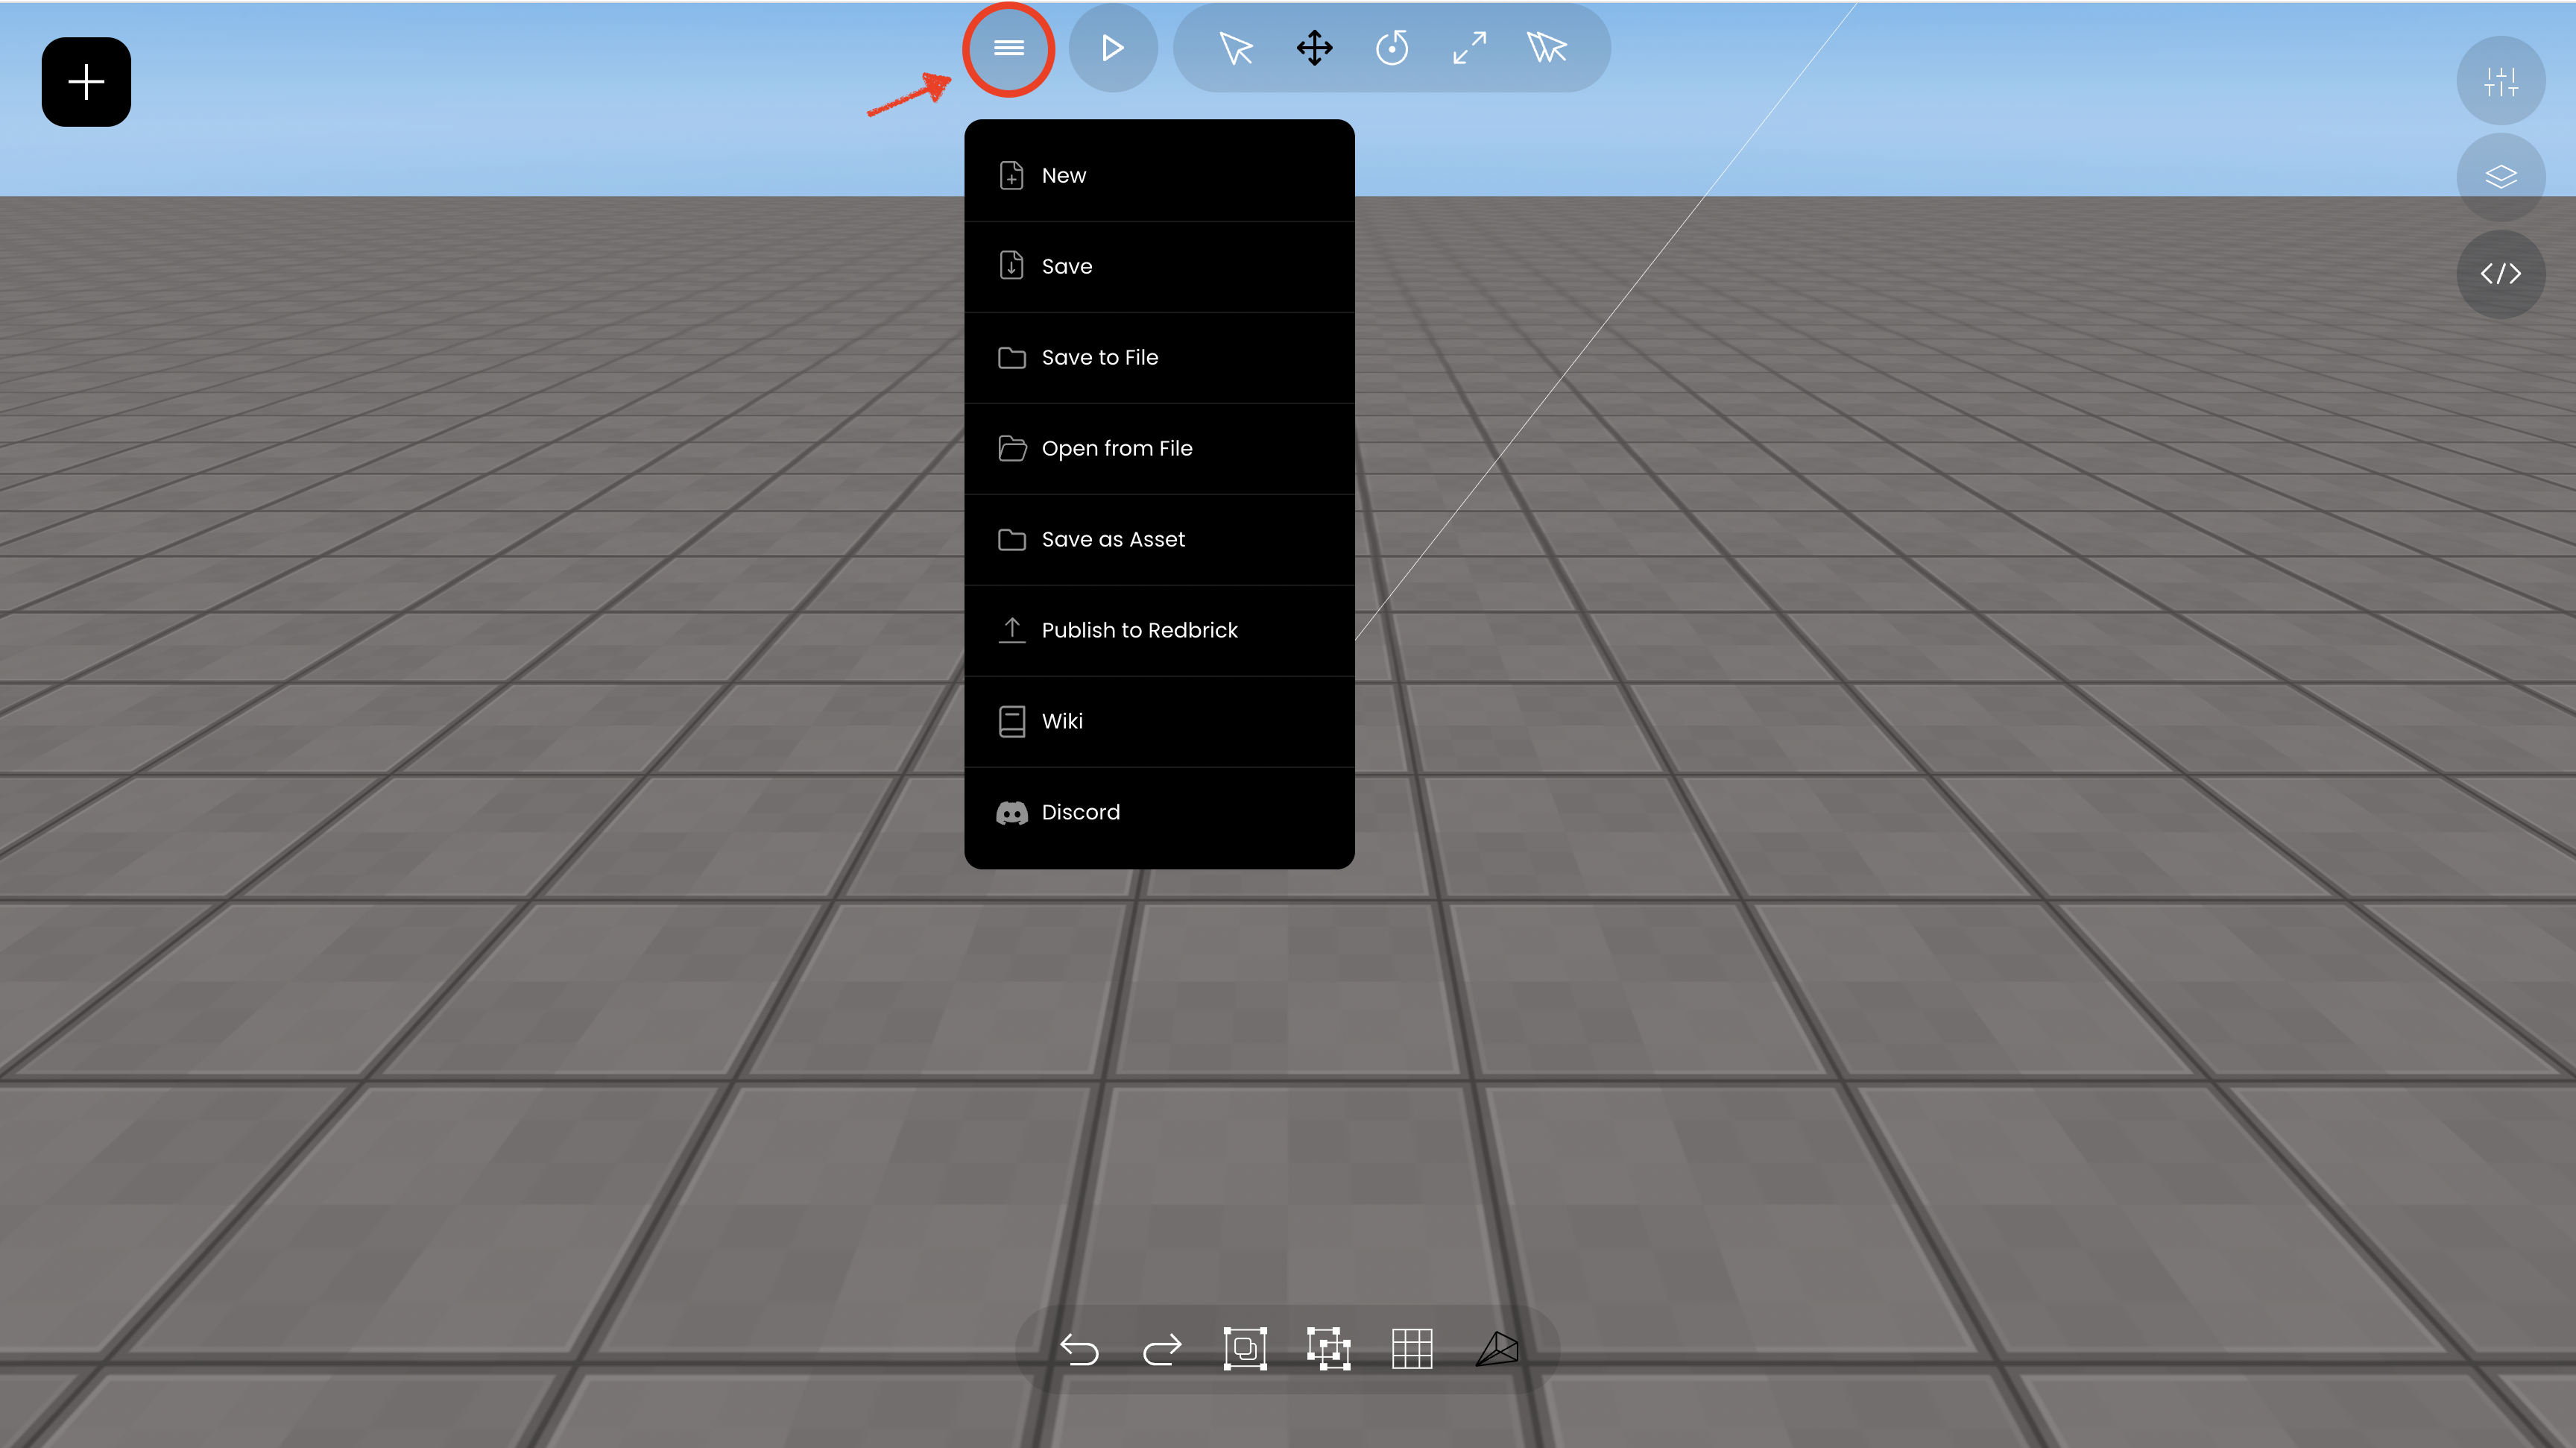 New
Save
Save to File
Open from File
Save as Asset
Publish to Redbrick
Wiki
Discord